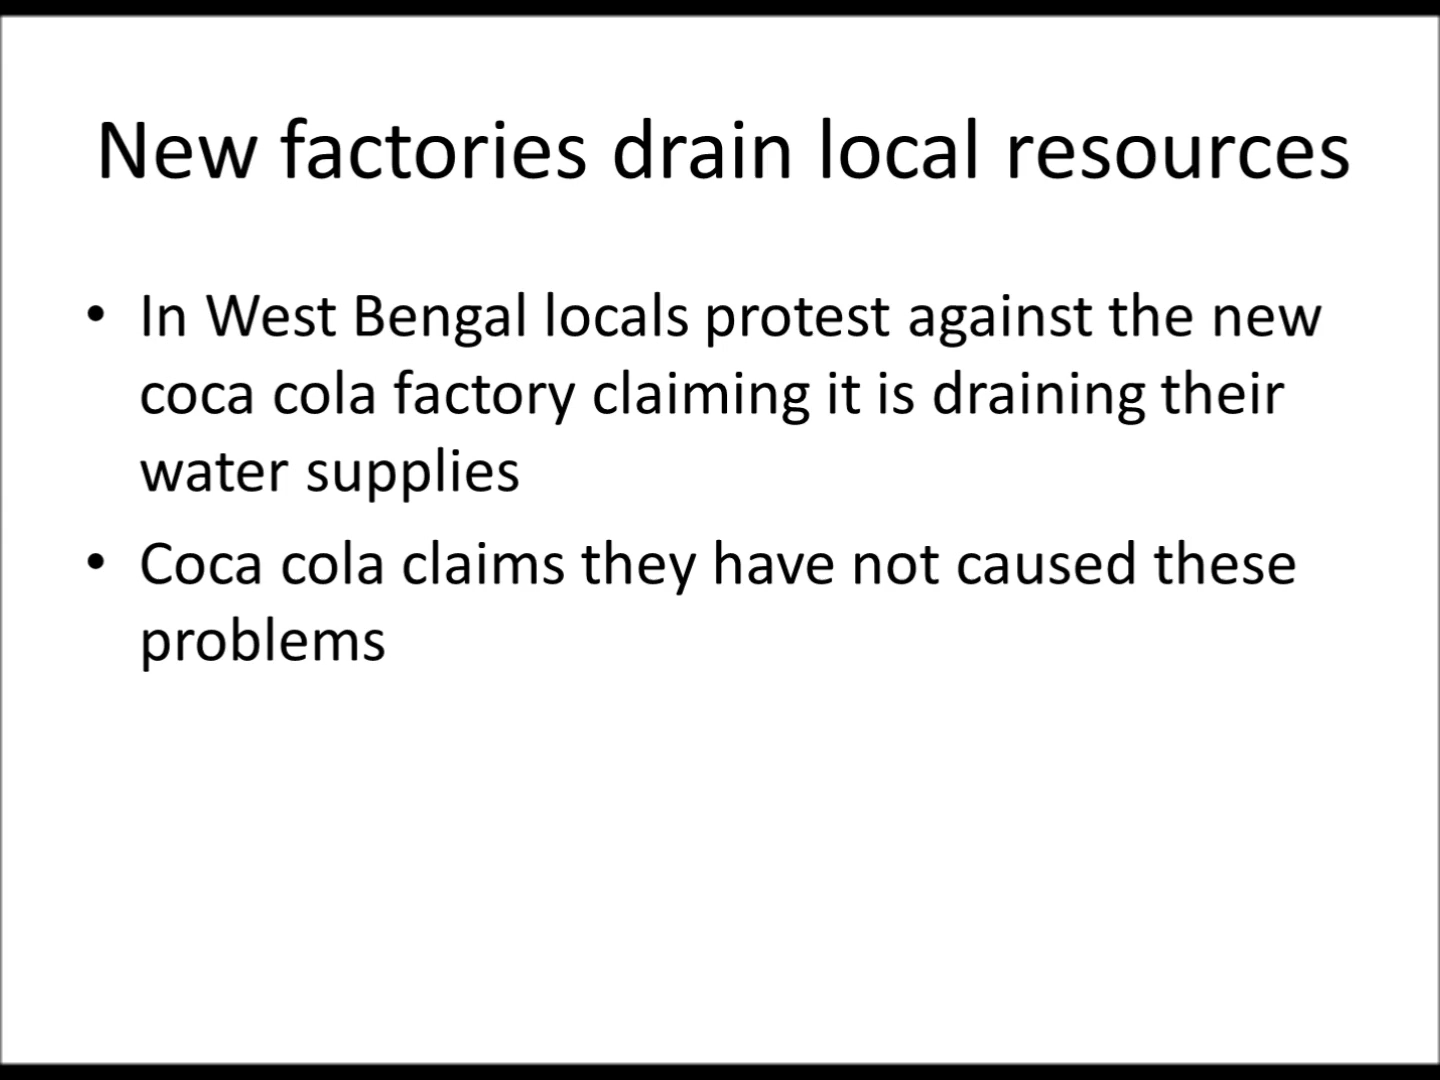 New factories drain local resources
• In West Bengal locals protest against the new
coca cola factory claiming it is draining their
water supplies
• Coca cola claims they have not caused these
problems